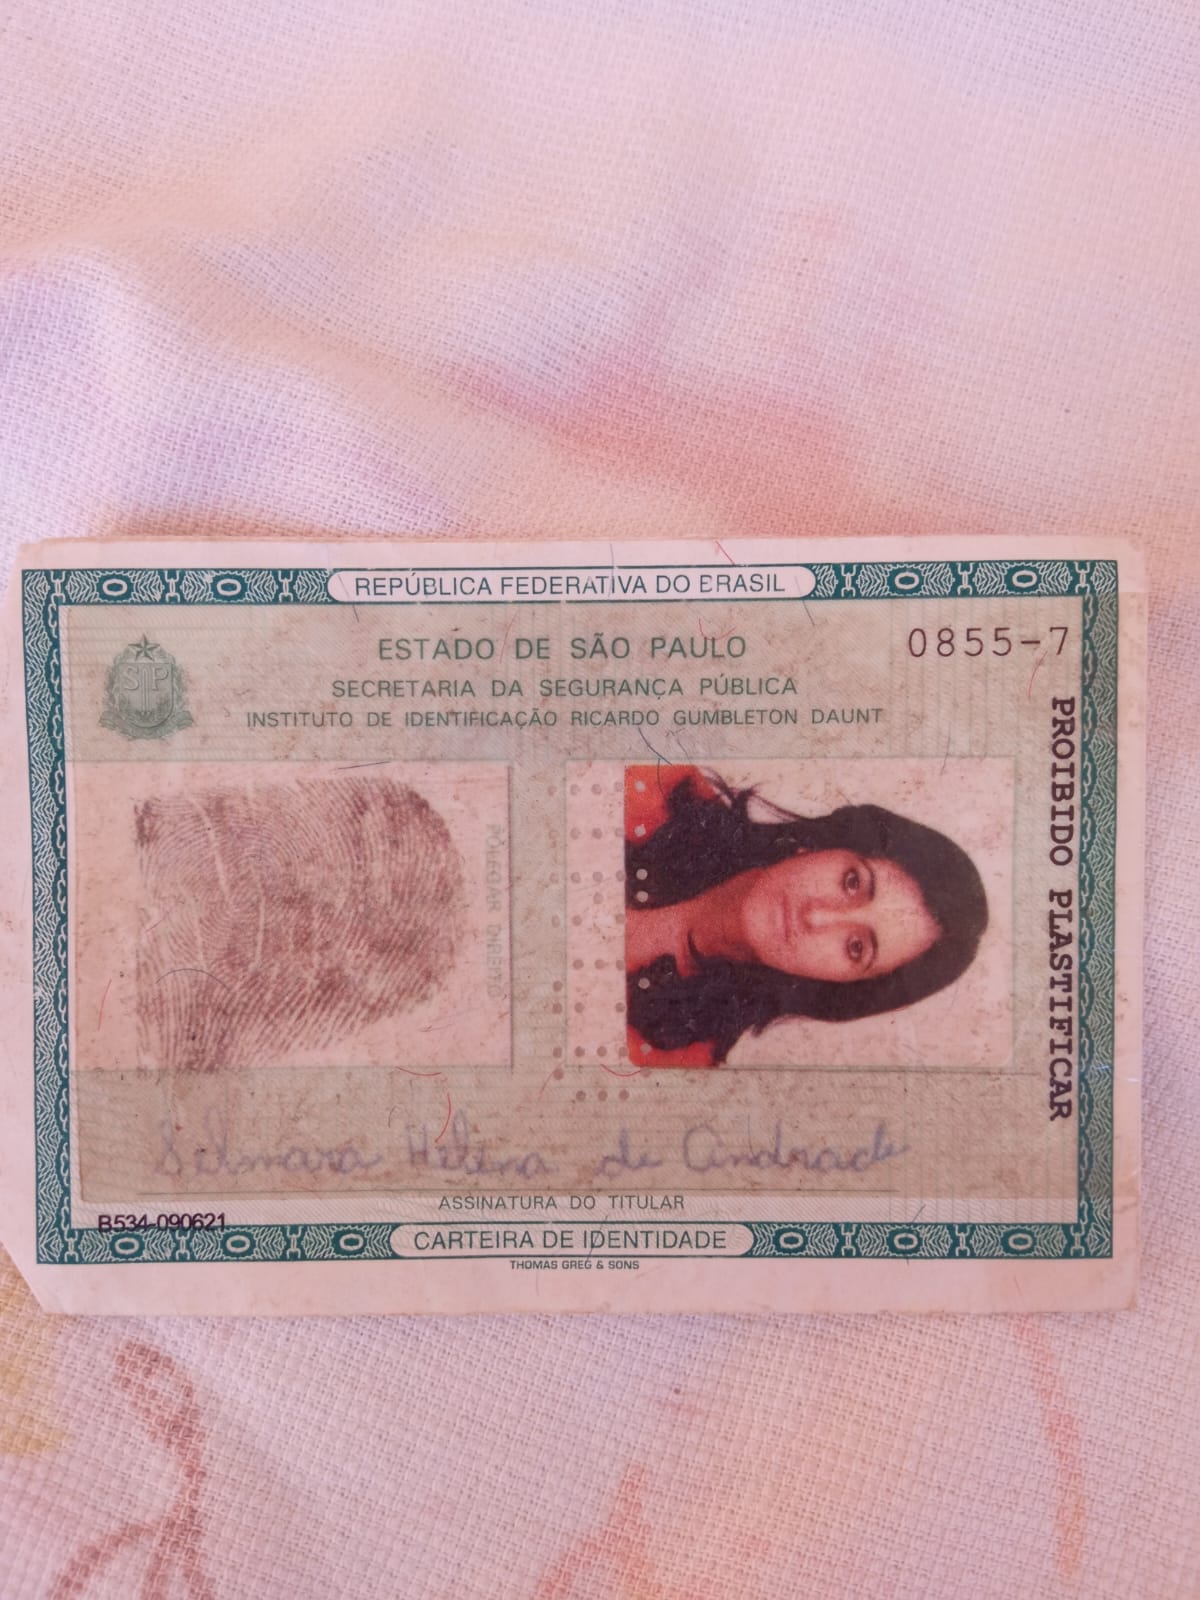 REPÚBLICA FEDERATIVA DO BRASIL
ESTADO DE SÃO PAULO
0855-7
SECRETARIA DA SEGURANÇA PÚBLICA
INSTITUTO DE IDENTIFICAÇÃO RICARDO GUMBLETON DAUNT
SP
POLEGAR DIREITO
PROIBIDO PLASTIFICAR
Silmara Helena de Andrade
ASSINATURA DO TITULAR
B534-090621
CARTEIRA DE IDENTIDADE
THOMAS GREG & SONS